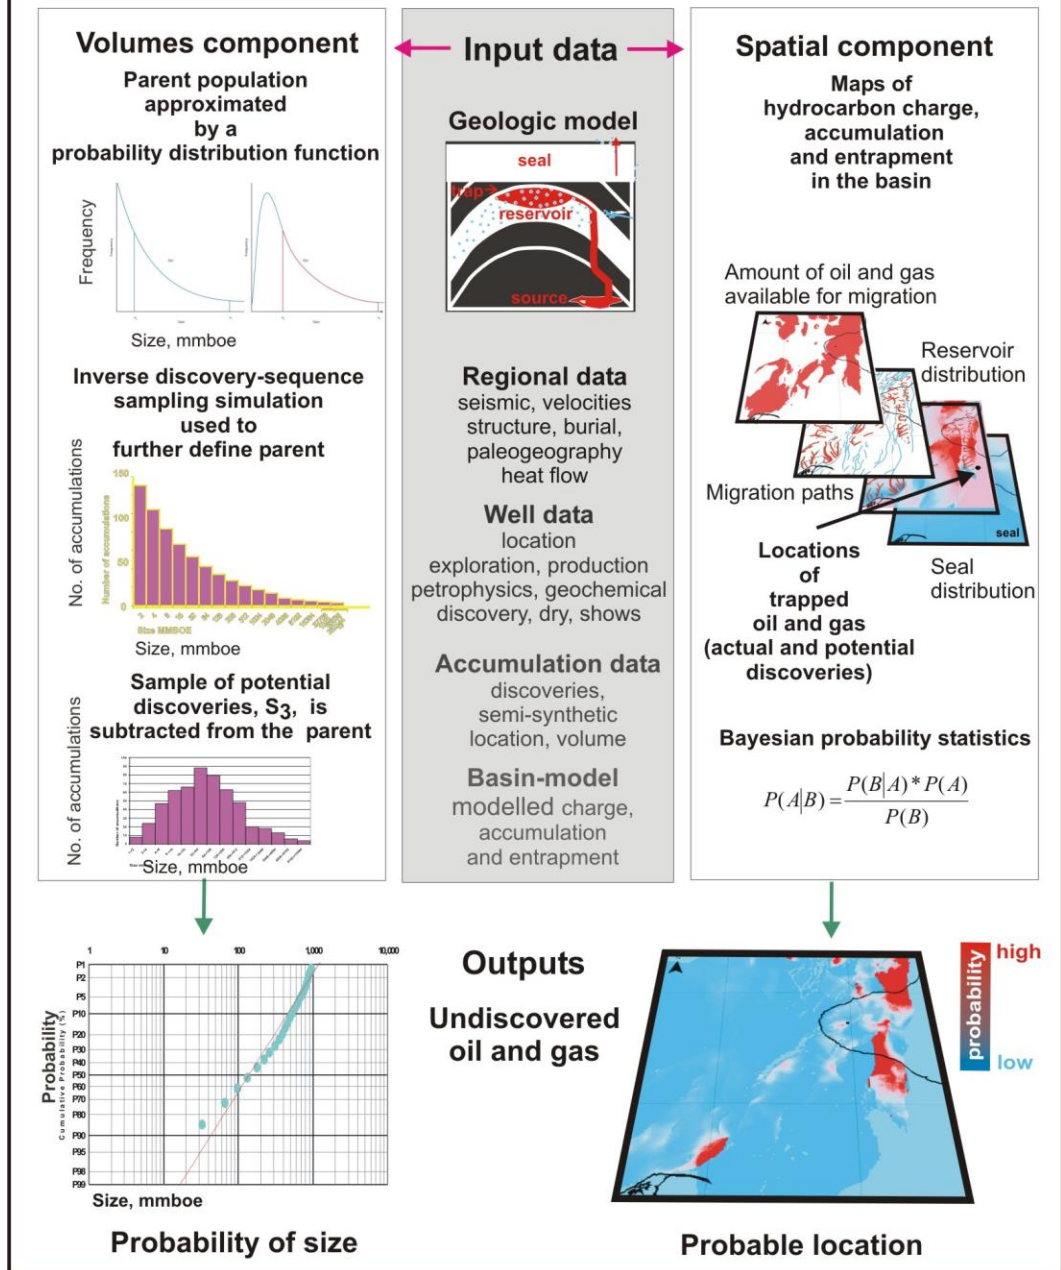 Volumes component
Parent population
approximated
by a
probability distribution function
Frequency
Size, mmboe
Inverse discovery-sequence
sampling simulation
used to
further define parent
No. of accumulations
Number of accumulations
150
100
50
0
Size MMBOE
Size, mmboe
Sample of potential
discoveries, S3, is
subtracted from the parent
No. of accumulations
Size, mmboe
Input data
Geologic model
seal
trap
reservoir
source
Regional data
seismic, velocities
structure, burial,
paleogeography
heat flow
Well data
location
exploration, production
petrophysics, geochemical
discovery, dry, shows
Accumulation data
discoveries,
semi-synthetic
location, volume
Basin-model
modelled charge,
accumulation
and entrapment
Spatial component
Maps of
hydrocarbon charge,
accumulation
and entrapment
in the basin
Amount of oil and gas
available for migration
Reservoir
distribution
Migration paths
seal
Seal
distribution
Locations
of
trapped
oil and gas
(actual and potential
discoveries)
Bayesian probability statistics
P(A|B) = P(B|A) * P(A)
P(B)
1 10 100 1,000 10,000
P1
P2
P5
P10
P20
P30
P40
P50
P60
P70
P80
P90
P95
P98
P99
Probability
Cumulative Probability (%)
Size, mmboe
Probability of size
Outputs
Undiscovered
oil and gas
high
probability
low
Probable location